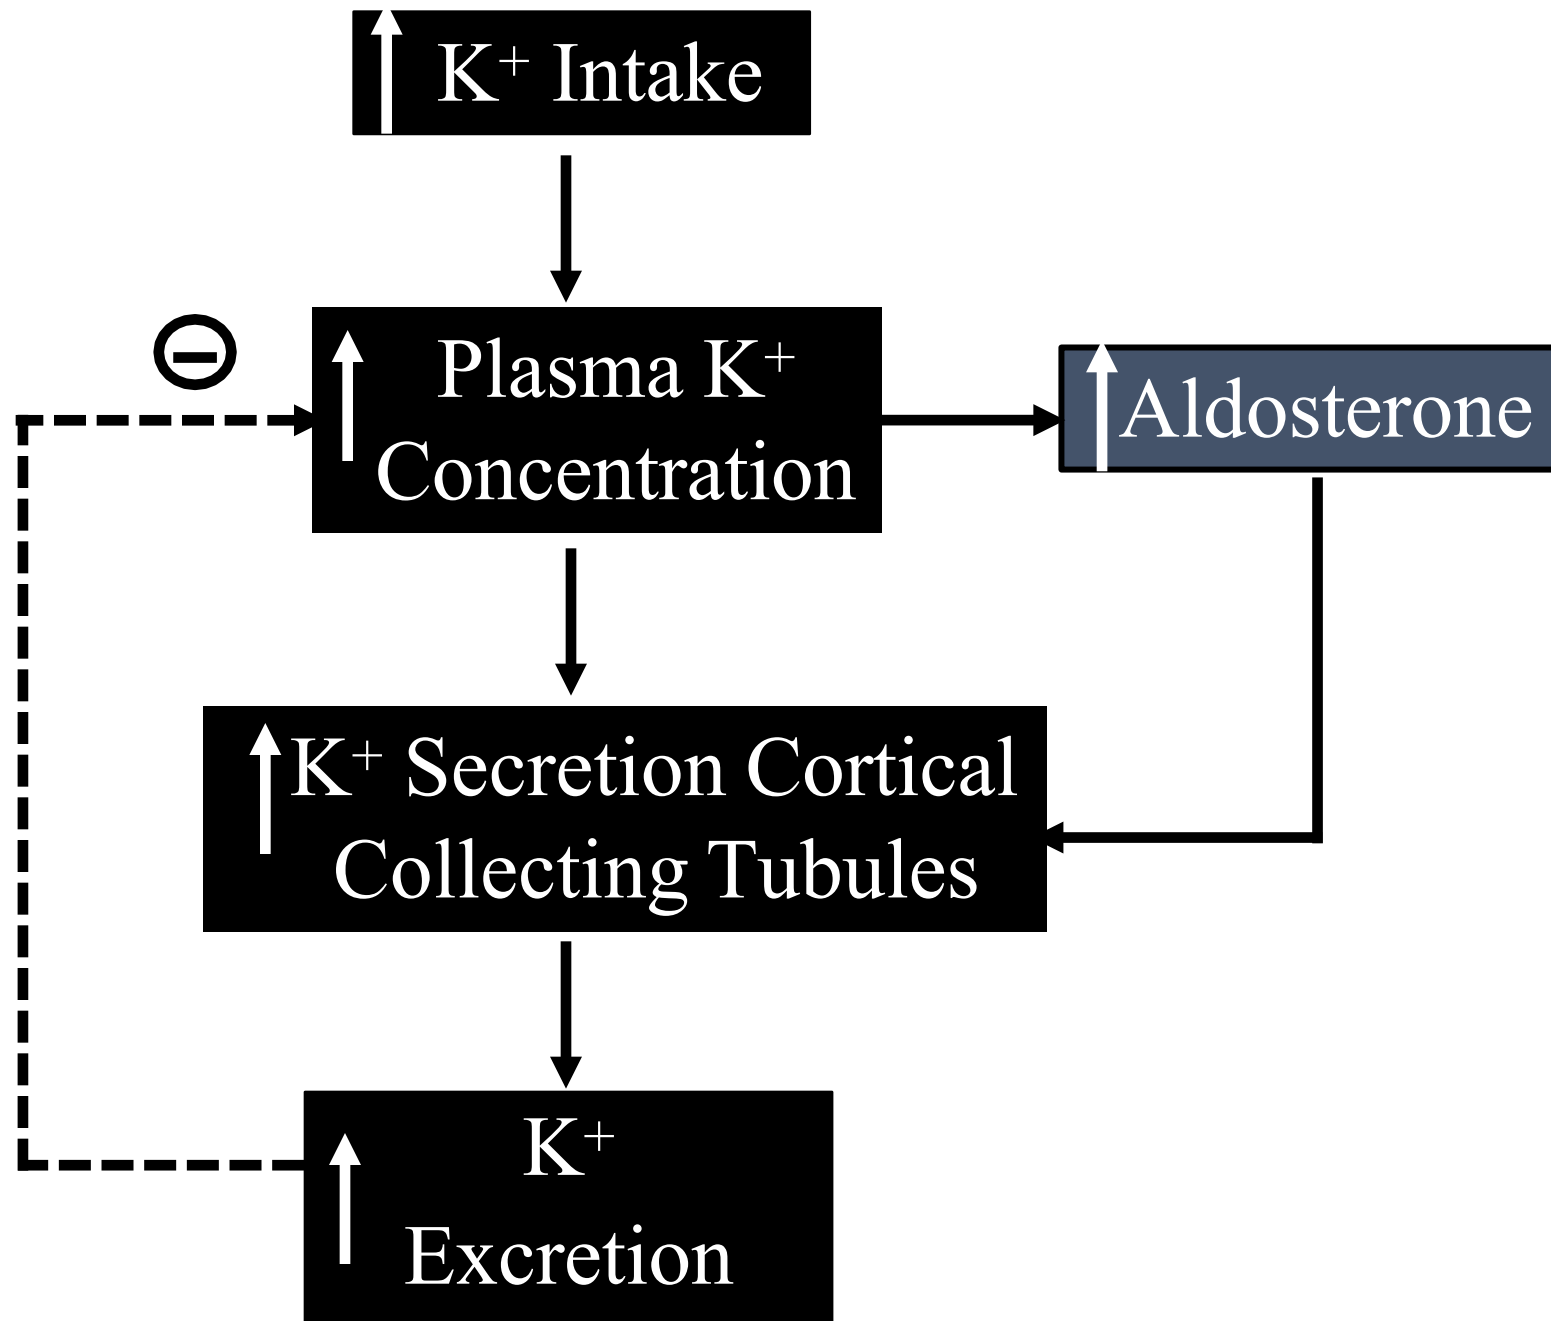 K⁺ Intake
Plasma K⁺
Concentration
Aldosterone
K⁺ Secretion Cortical
Collecting Tubules
K⁺
Excretion